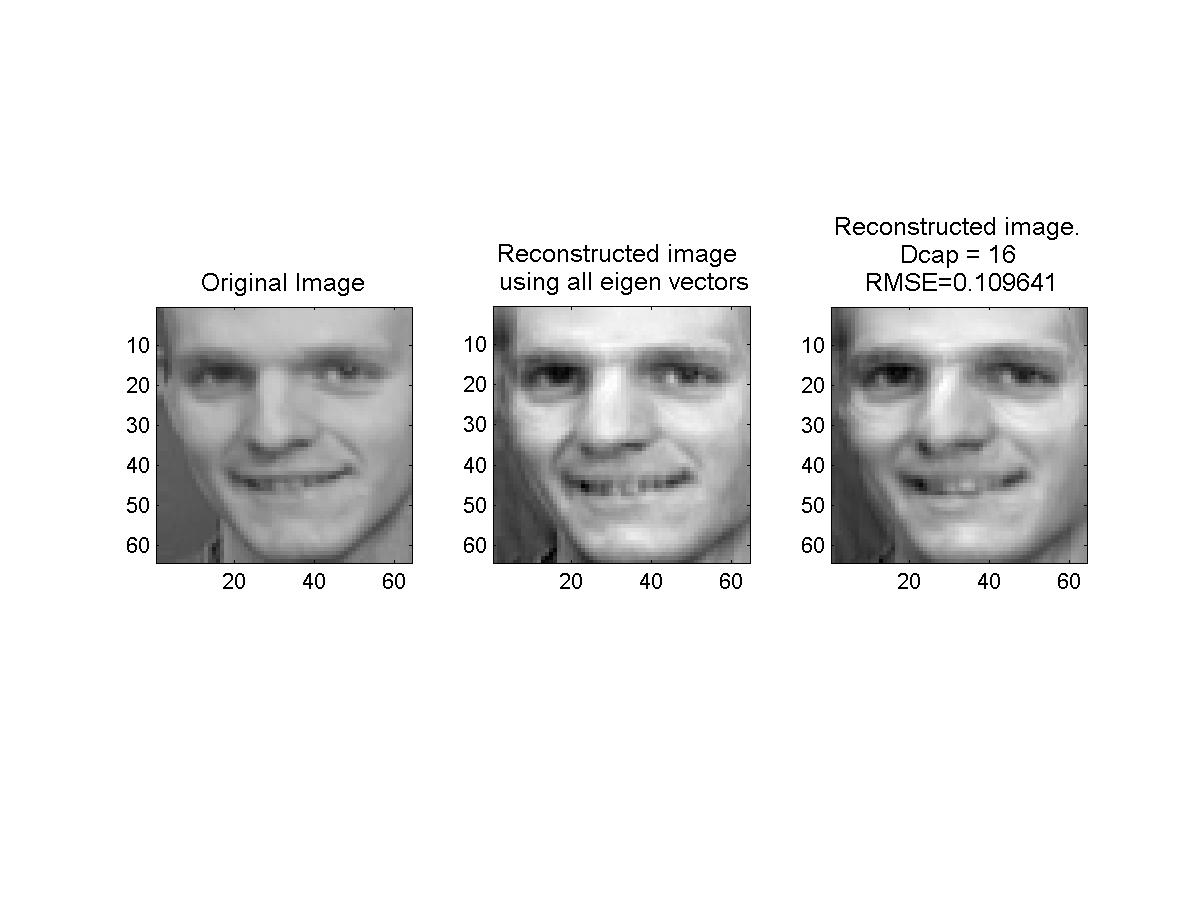 Original Image
10
20
30
40
50
60
20 40 60
Reconstructed image
using all eigen vectors
10
20
30
40
50
60
20 40 60
Reconstructed image.
Dcap = 16
RMSE=0.109641
10
20
30
40
50
60
20 40 60